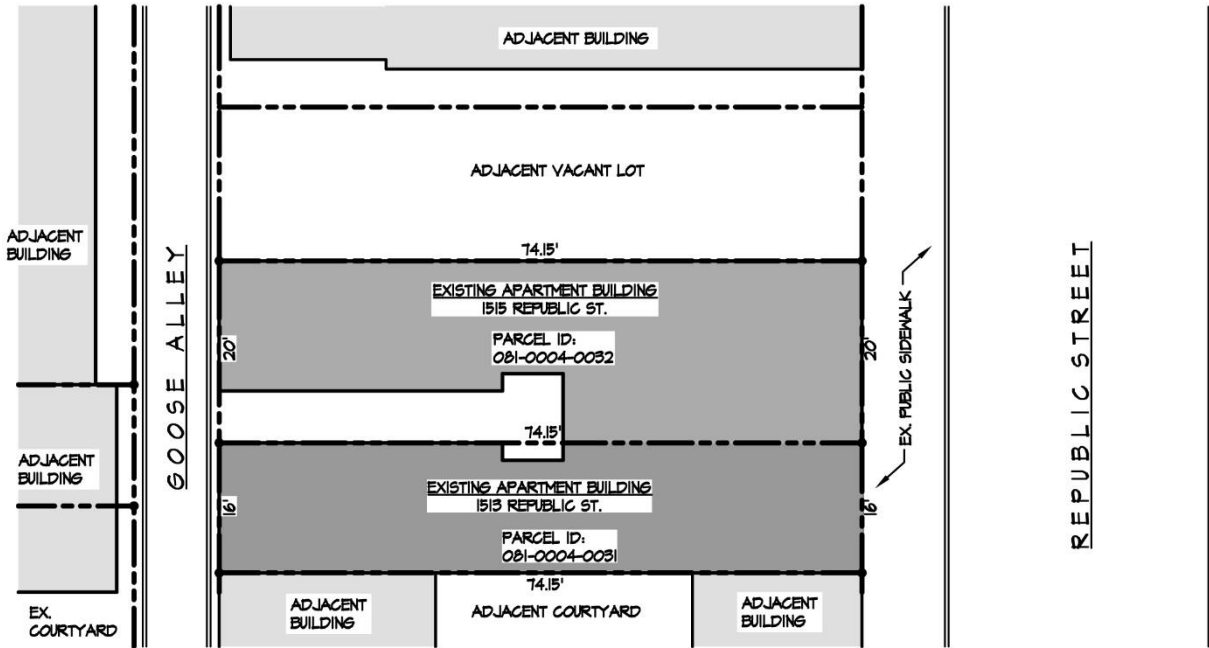 ADJACENT BUILDING
ADJACENT VACANT LOT
ADJACENT
BUILDING
GOOSE ALLEY
74.15'
EXISTING APARTMENT BUILDING
1515 REPUBLIC ST.
PARCEL ID:
081-0004-0032
20'
20'
EX. PUBLIC SIDEWALK
REPUBLIC STREET
74.15'
ADJACENT
BUILDING
EXISTING APARTMENT BUILDING
1513 REPUBLIC ST.
PARCEL ID:
081-0004-0031
16'
16'
74.15'
EX.
COURTYARD
ADJACENT
BUILDING
ADJACENT COURTYARD
ADJACENT
BUILDING